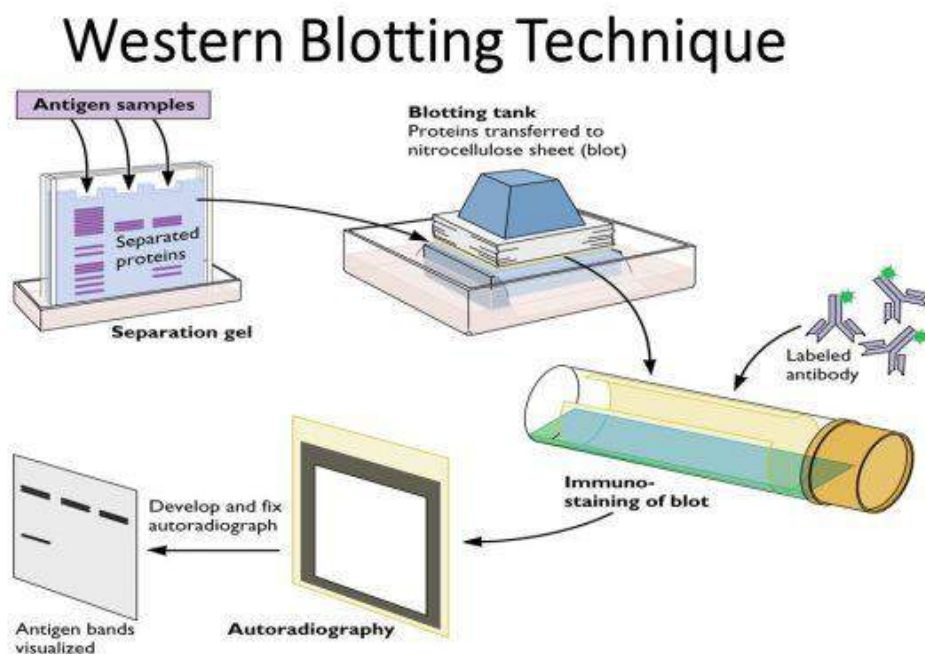 Western Blotting Technique
Antigen samples
Blotting tank
Proteins transferred to
nitrocellulose sheet (blot)
Separated
proteins
Separation gel
Labeled
antibody
Immuno-
staining of blot
Develop and fix
autoradiograph
Antigen bands
visualized
Autoradiography